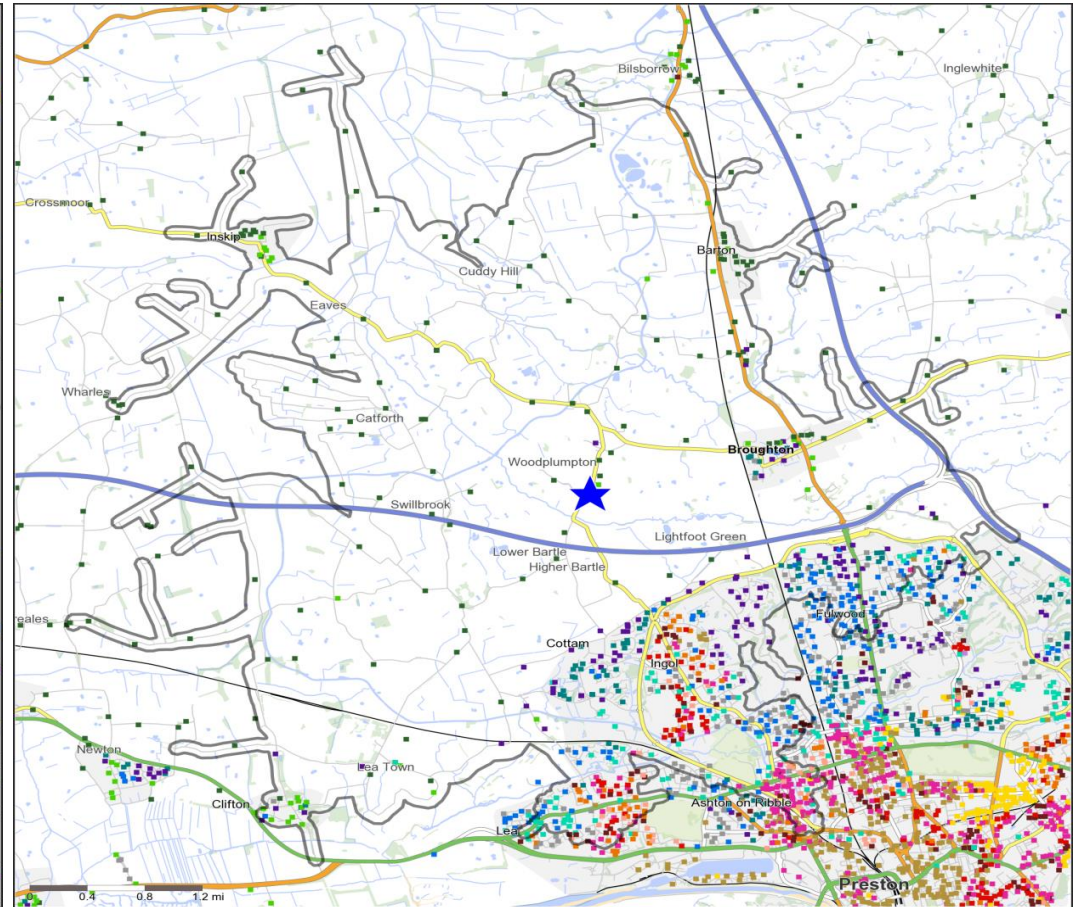 Bilsborrow
Inglewhite
Crossmoor
Inskip
Barton
Cuddy Hill
Eaves
Wharles
Catforth
Broughton
Woodplumpton
Swillbrook
Lightfoot Green
Lower Bartle
Higher Bartle
reales
Fulwood
Cottam
Ingol
Newton
Lea Town
Clifton
Ashton on Ribble
Lea
Preston
0 0.4 0.8 1.2 mi